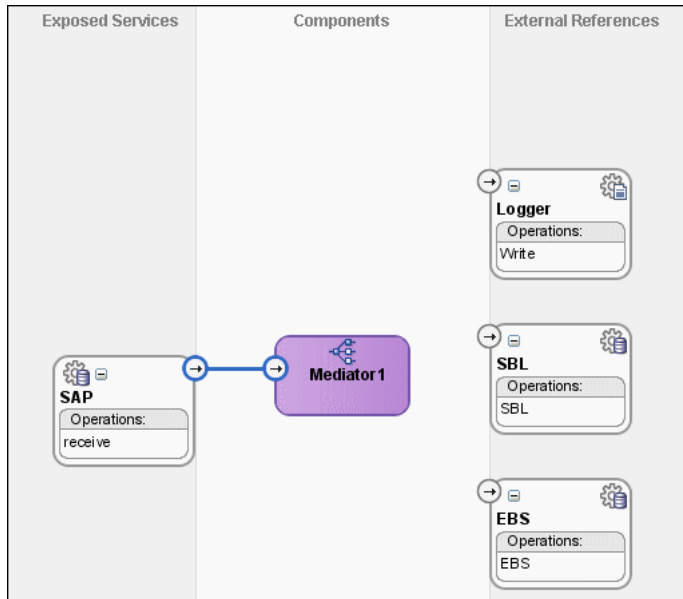 Exposed Services
Components
External References
Logger
Operations:
Write
SBL
Operations:
SBL
EBS
Operations:
EBS
Mediator1
SAP
Operations:
receive